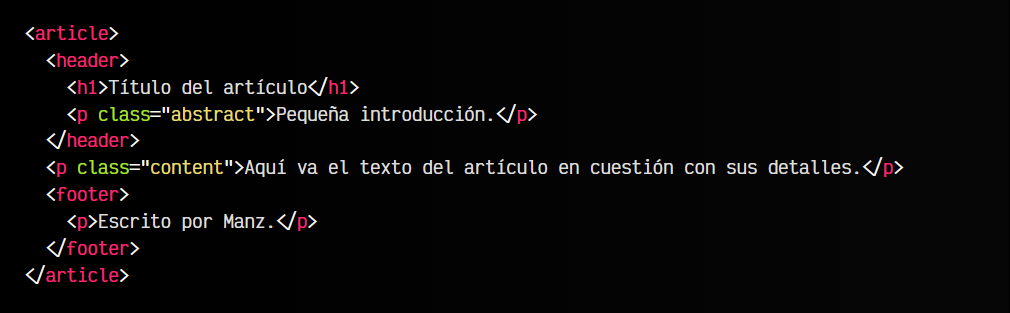 <article>
  <header>
    <h1>Título del artículo</h1>
    <p class="abstract">Pequeña introducción.</p>
  </header>
  <p class="content">Aquí va el texto del artículo en cuestión con sus detalles.</p>
  <footer>
    <p>Escrito por Manz.</p>
  </footer>
</article>